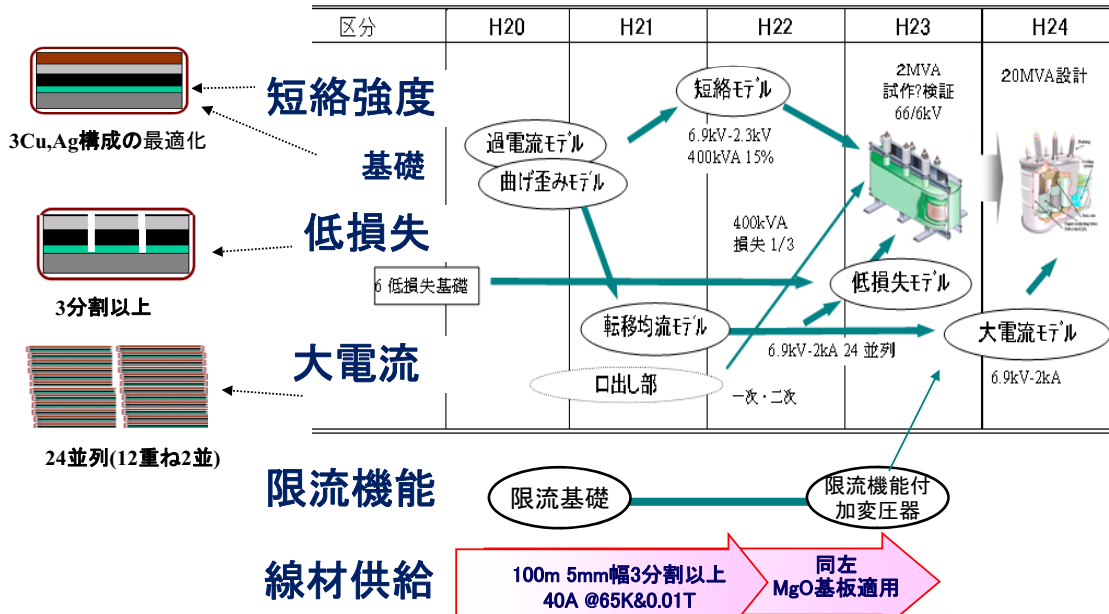 区分 H20 H21 H22 H23 H24
短絡強度
基礎
低損失
大電流
限流機能
線材供給
3Cu,Ag構成の最適化
3分割以上
24並列(12重ね2並)
過電流ﾓﾃﾞﾙ
曲げ歪みﾓﾃﾞﾙ
短絡ﾓﾃﾞﾙ
6.9kV-2.3kV
400kVA 15%
2MVA
試作?検証
66/6kV
20MVA設計
400kVA
損失 1/3
6 低損失基礎
低損失ﾓﾃﾞﾙ
転移均流ﾓﾃﾞﾙ
6.9kV-2kA 24 並列
大電流ﾓﾃﾞﾙ
6.9kV-2kA
口出し部
一次・二次
限流基礎
限流機能付
加変圧器
100m 5mm幅3分割以上
40A @65K&0.01T
同左
MgO基板適用